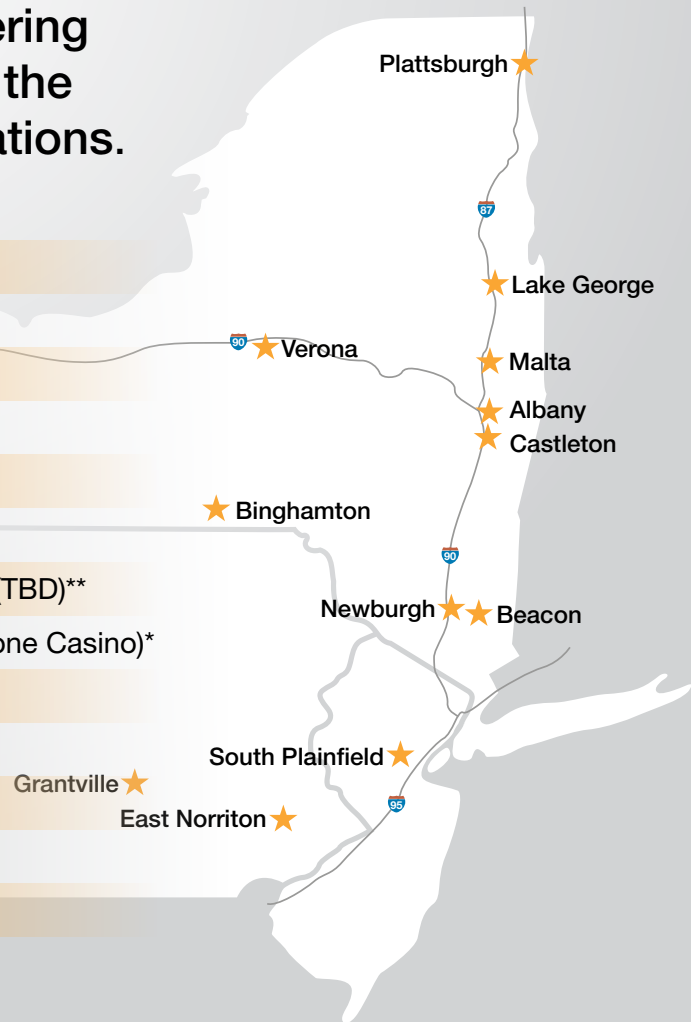 ering
the
ations.
Plattsburgh
87
Lake George
90
Verona
Malta
Albany
Castleton
Binghamton
90
(TBD)**
Newburgh
Beacon
one Casino)*
South Plainfield
Grantville
95
East Norriton